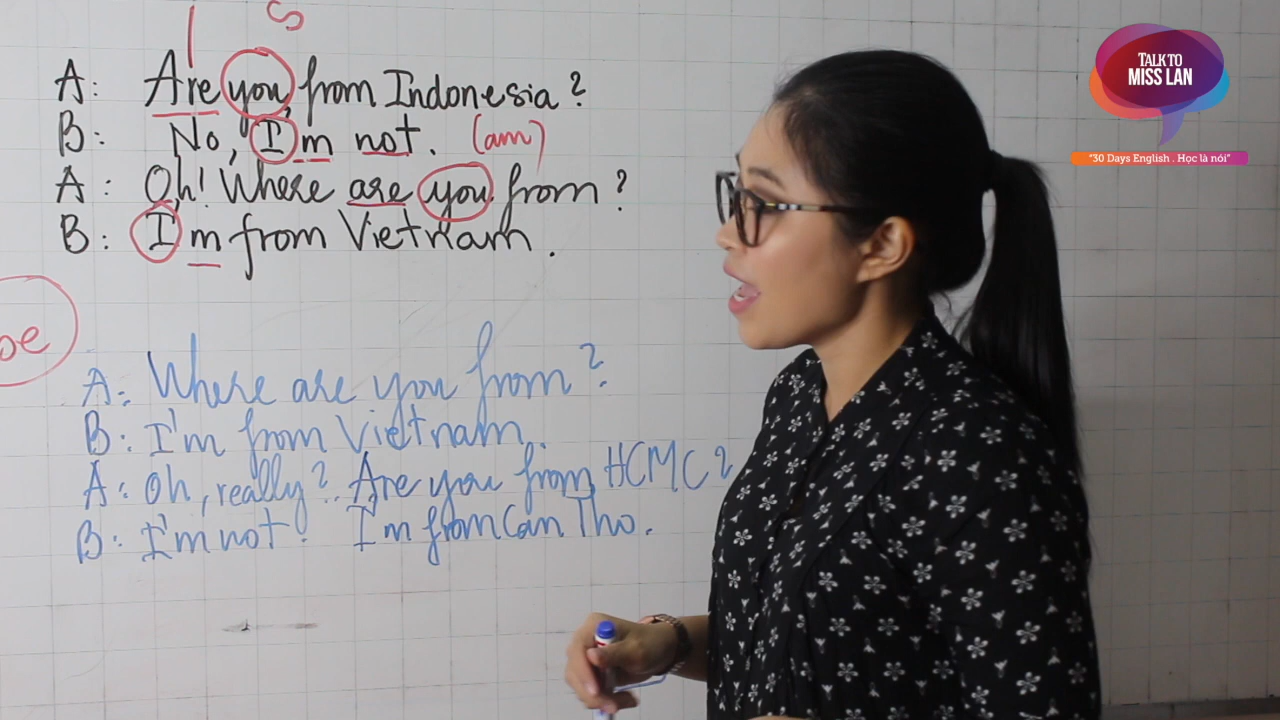 S
A: Are you from Indonesia?
B: No, I'm not. (am)
A: Oh! Where are you from?
B: I'm from Vietnam.
be
A: Where are you from?
B: I'm from Vietnam.
A: Oh, really? Are you from HCMC?
B: I'm not! I'm from Can Tho.
TALK TO
MISS LAN
"30 Days English . Học là nói"